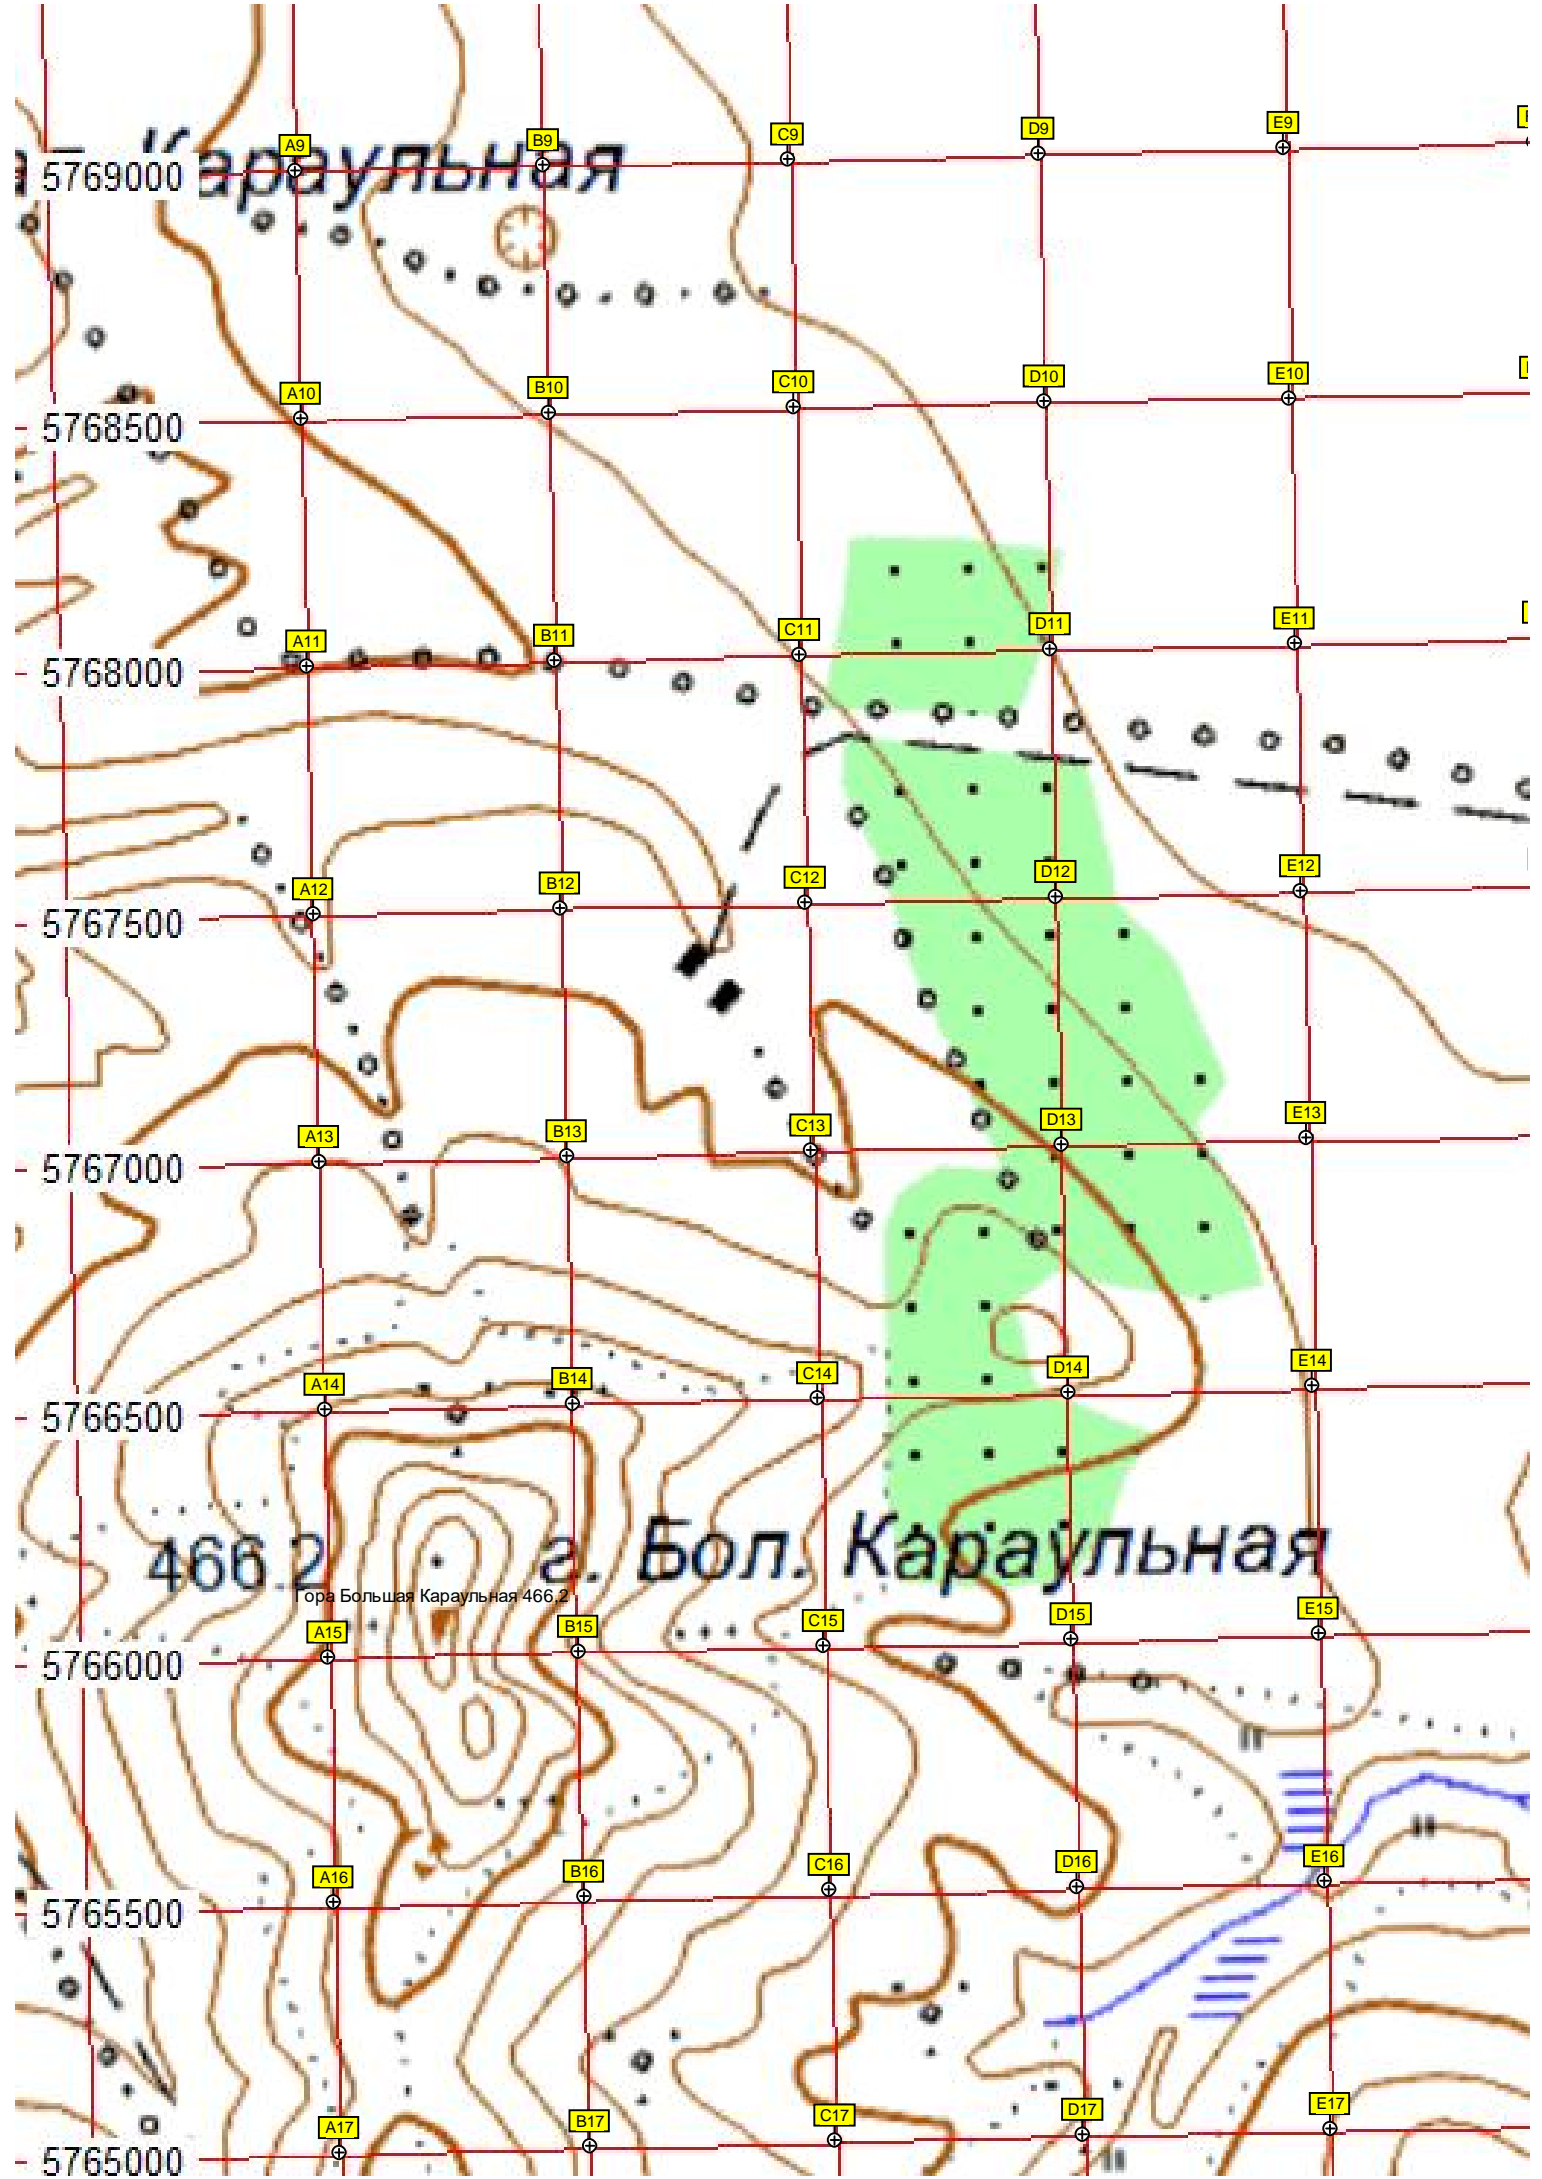 A9 B9 C9 D9 E9
Караульная
5769000
A10 B10 C10 D10 E10
5768500
A11 B11 C11 D11 E11
5768000
A12 B12 C12 D12 E12
5767500
A13 B13 C13 D13 E13
5767000
A14 B14 C14 D14 E14
5766500
466.2 г. Бол. Караульная
Гора Большая Караульная 466,2
A15 B15 C15 D15 E15
5766000
A16 B16 C16 D16 E16
5765500
A17 B17 C17 D17 E17
5765000